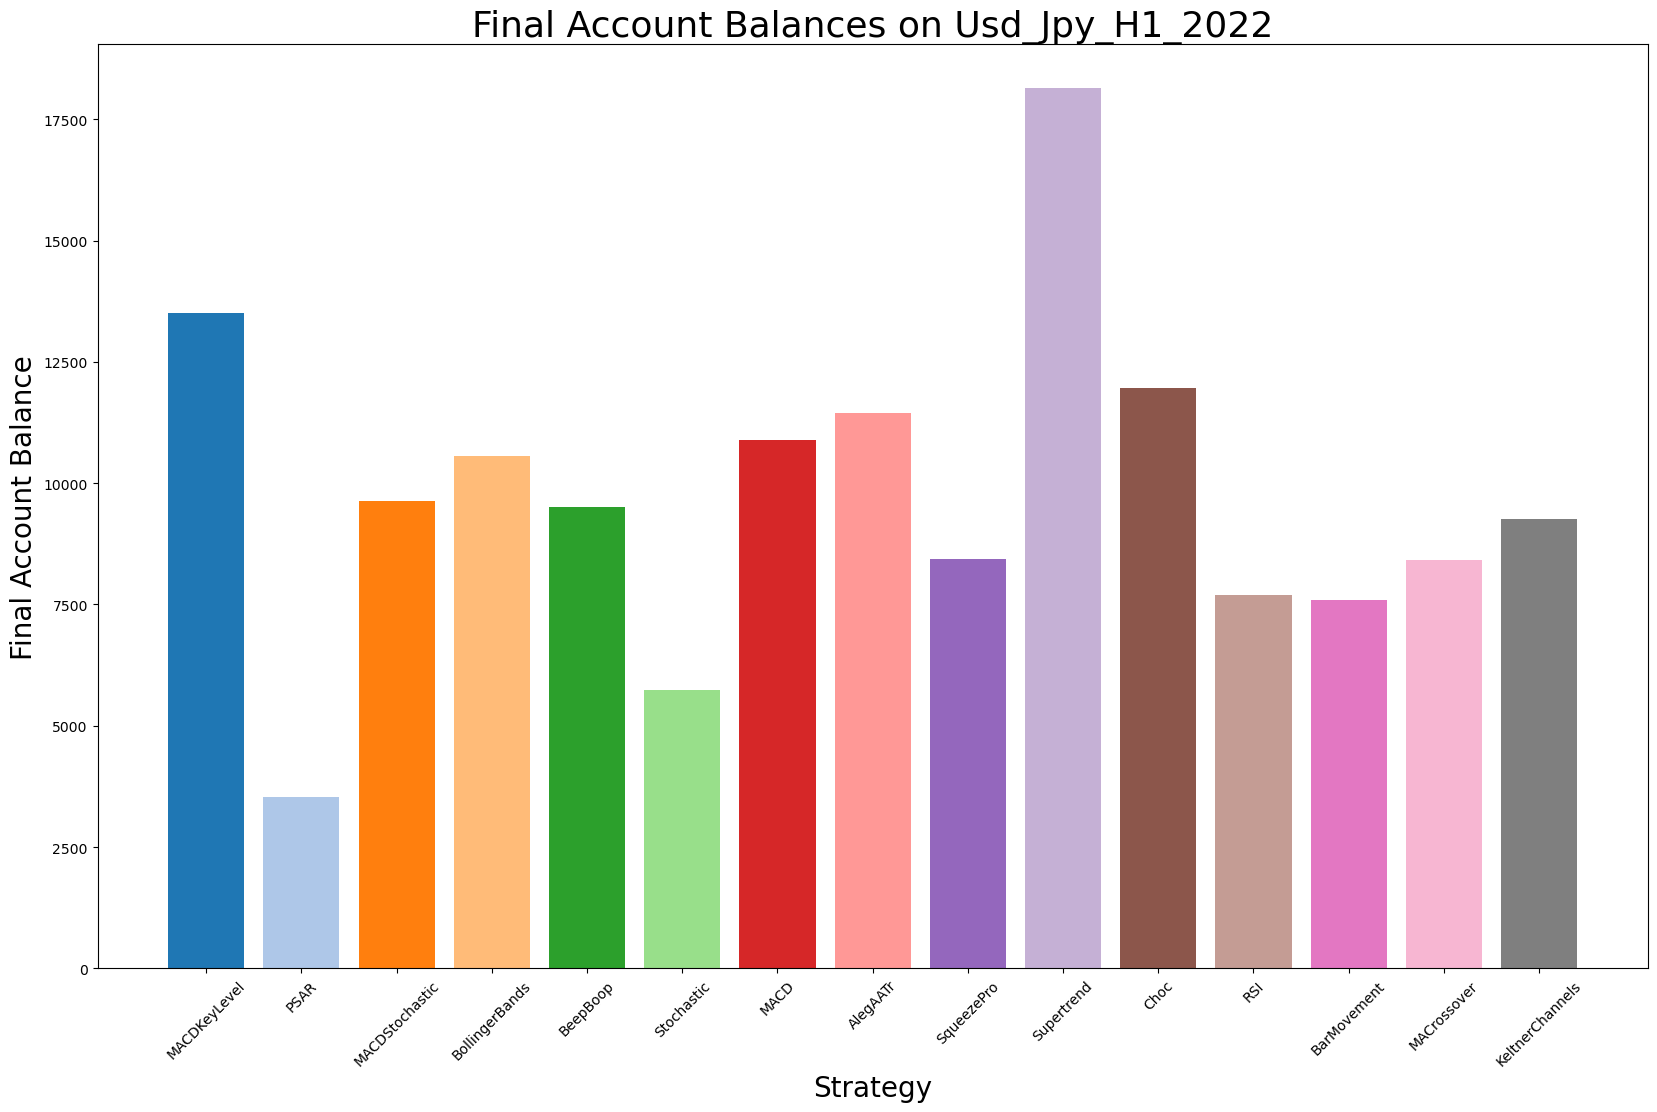 Final Account Balances on Usd_Jpy_H1_2022
Final Account Balance
17500
15000
12500
10000
7500
5000
2500
0
MACDKeyLevel
PSAR
MACDStochastic
BollingerBands
BeepBoop
Stochastic
MACD
AlegAATr
SqueezePro
Supertrend
Choc
RSI
BarMovement
MACrossover
KeltnerChannels
Strategy